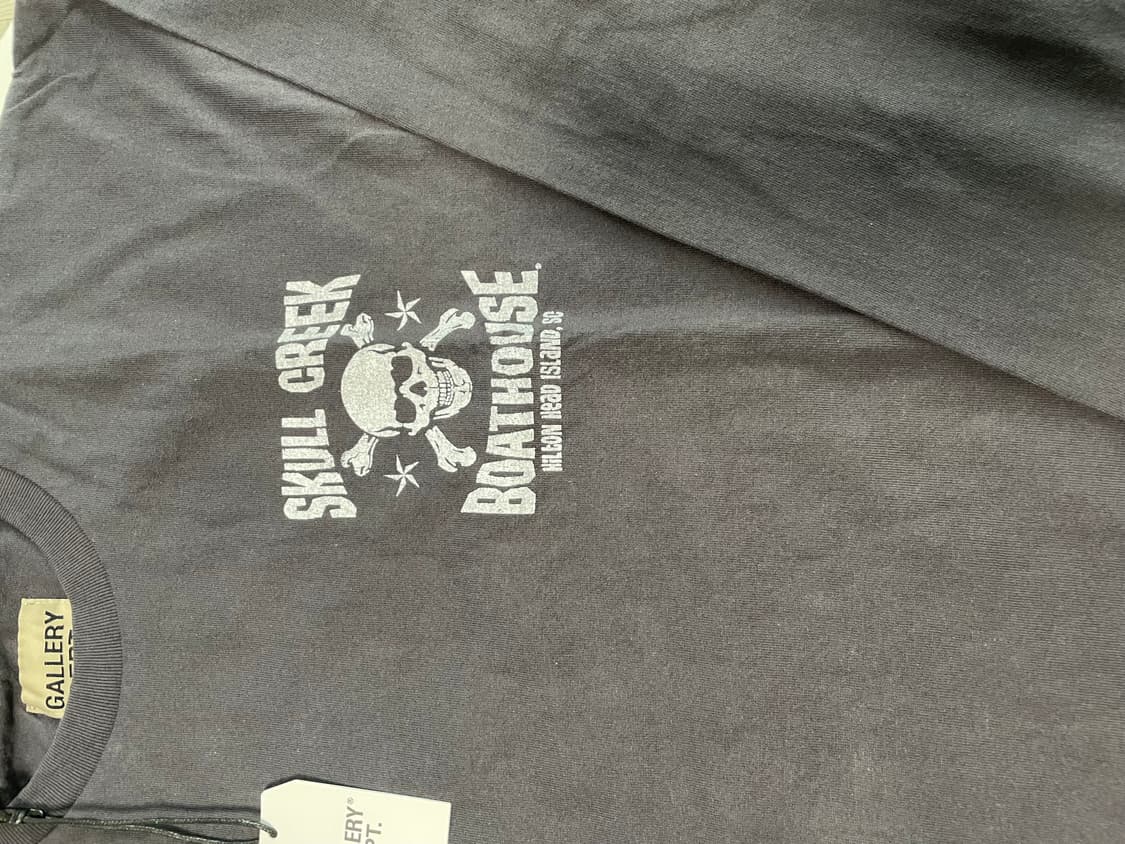 SKULL CREEK
BOATHOUSE.
HILTON HEAD ISLAND, SC
GALLERY
ERY®
PT.